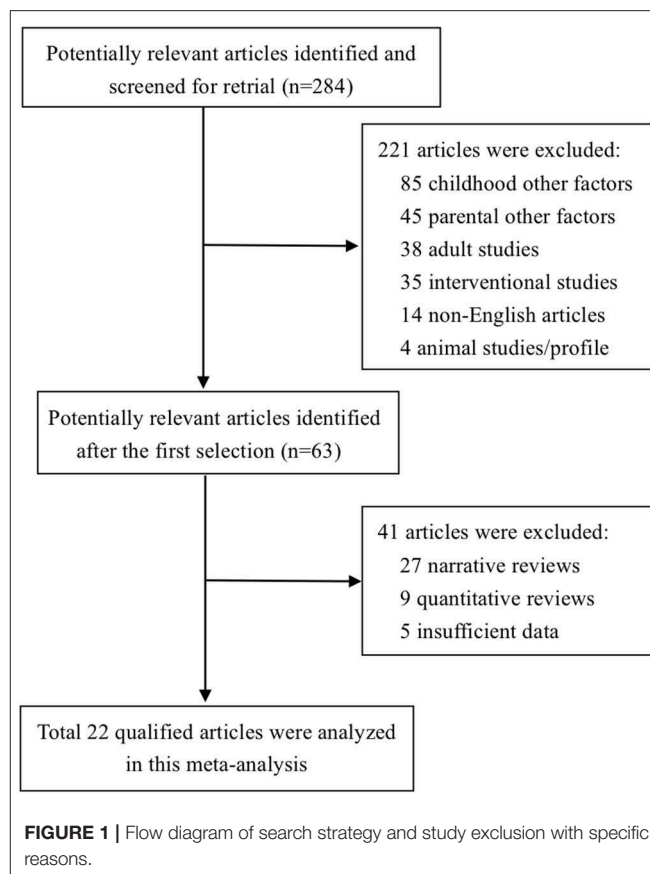 Potentially relevant articles identified and
screened for retrial (n=284)
221 articles were excluded:
85 childhood other factors
45 parental other factors
38 adult studies
35 interventional studies
14 non-English articles
4 animal studies/profile
Potentially relevant articles identified
after the first selection (n=63)
41 articles were excluded:
27 narrative reviews
9 quantitative reviews
5 insufficient data
Total 22 qualified articles were analyzed
in this meta-analysis
FIGURE 1 | Flow diagram of search strategy and study exclusion with specific
reasons.